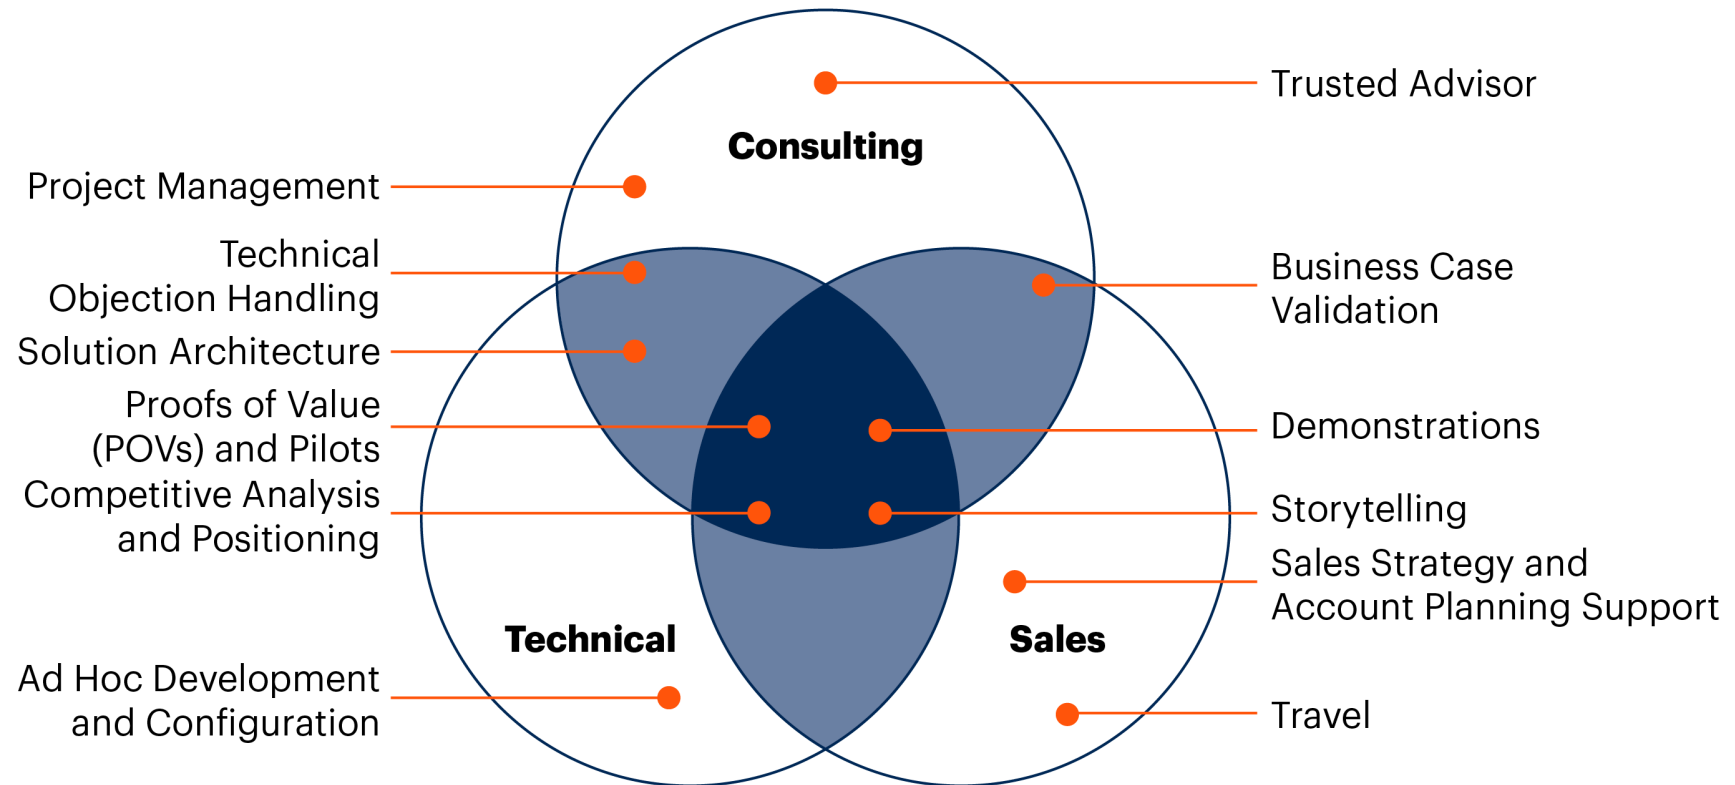 Trusted Advisor
Consulting
Project Management
Technical
Objection Handling
Business Case
Validation
Solution Architecture
Proofs of Value
(POVs) and Pilots
Demonstrations
Competitive Analysis
and Positioning
Storytelling
Sales Strategy and
Account Planning Support
Technical
Sales
Ad Hoc Development
and Configuration
Travel